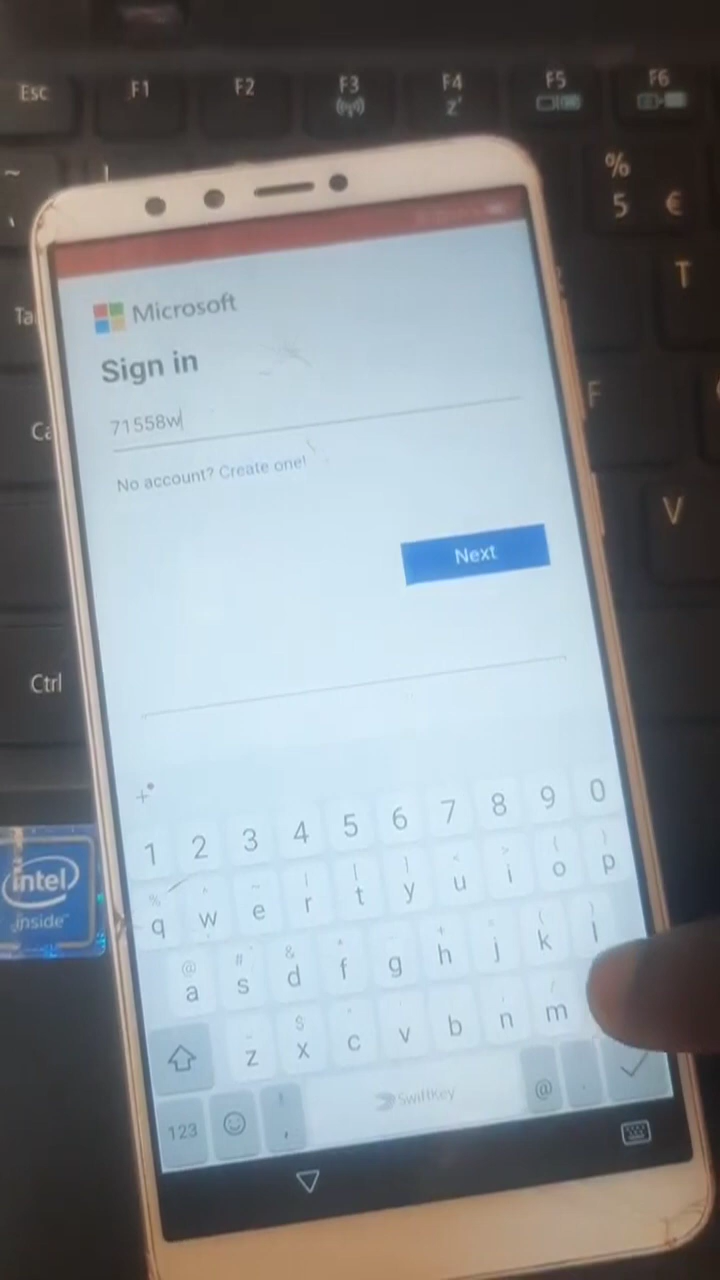 Esc F1 F2 F3 F4 F5 F6
z
~ %
5 €
T
F
V
Ctrl
Microsoft
Sign in
71558w
No account? Create one!
Next
1 2 3 4 5 6 7 8 9 0
q w e r t y u i o p
@ # &
a s d f g h j k l
$
z x c v b n m
123 , SwiftKey @ .
intel
inside